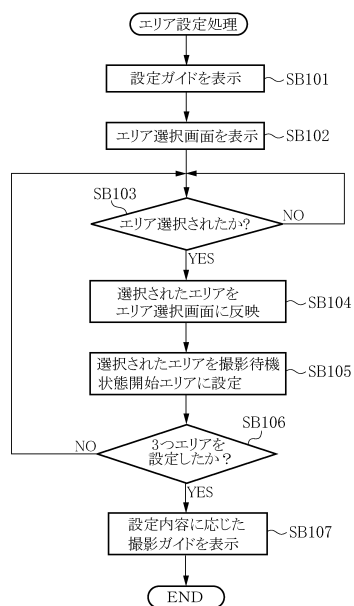 エリア設定処理
設定ガイドを表示
SB101
エリア選択画面を表示
SB102
SB103
エリア選択されたか?
NO
YES
選択されたエリアを
エリア選択画面に反映
SB104
選択されたエリアを撮影待機
状態開始エリアに設定
SB105
SB106
3つエリアを
設定したか？
NO
YES
設定内容に応じた
撮影ガイドを表示
SB107
END